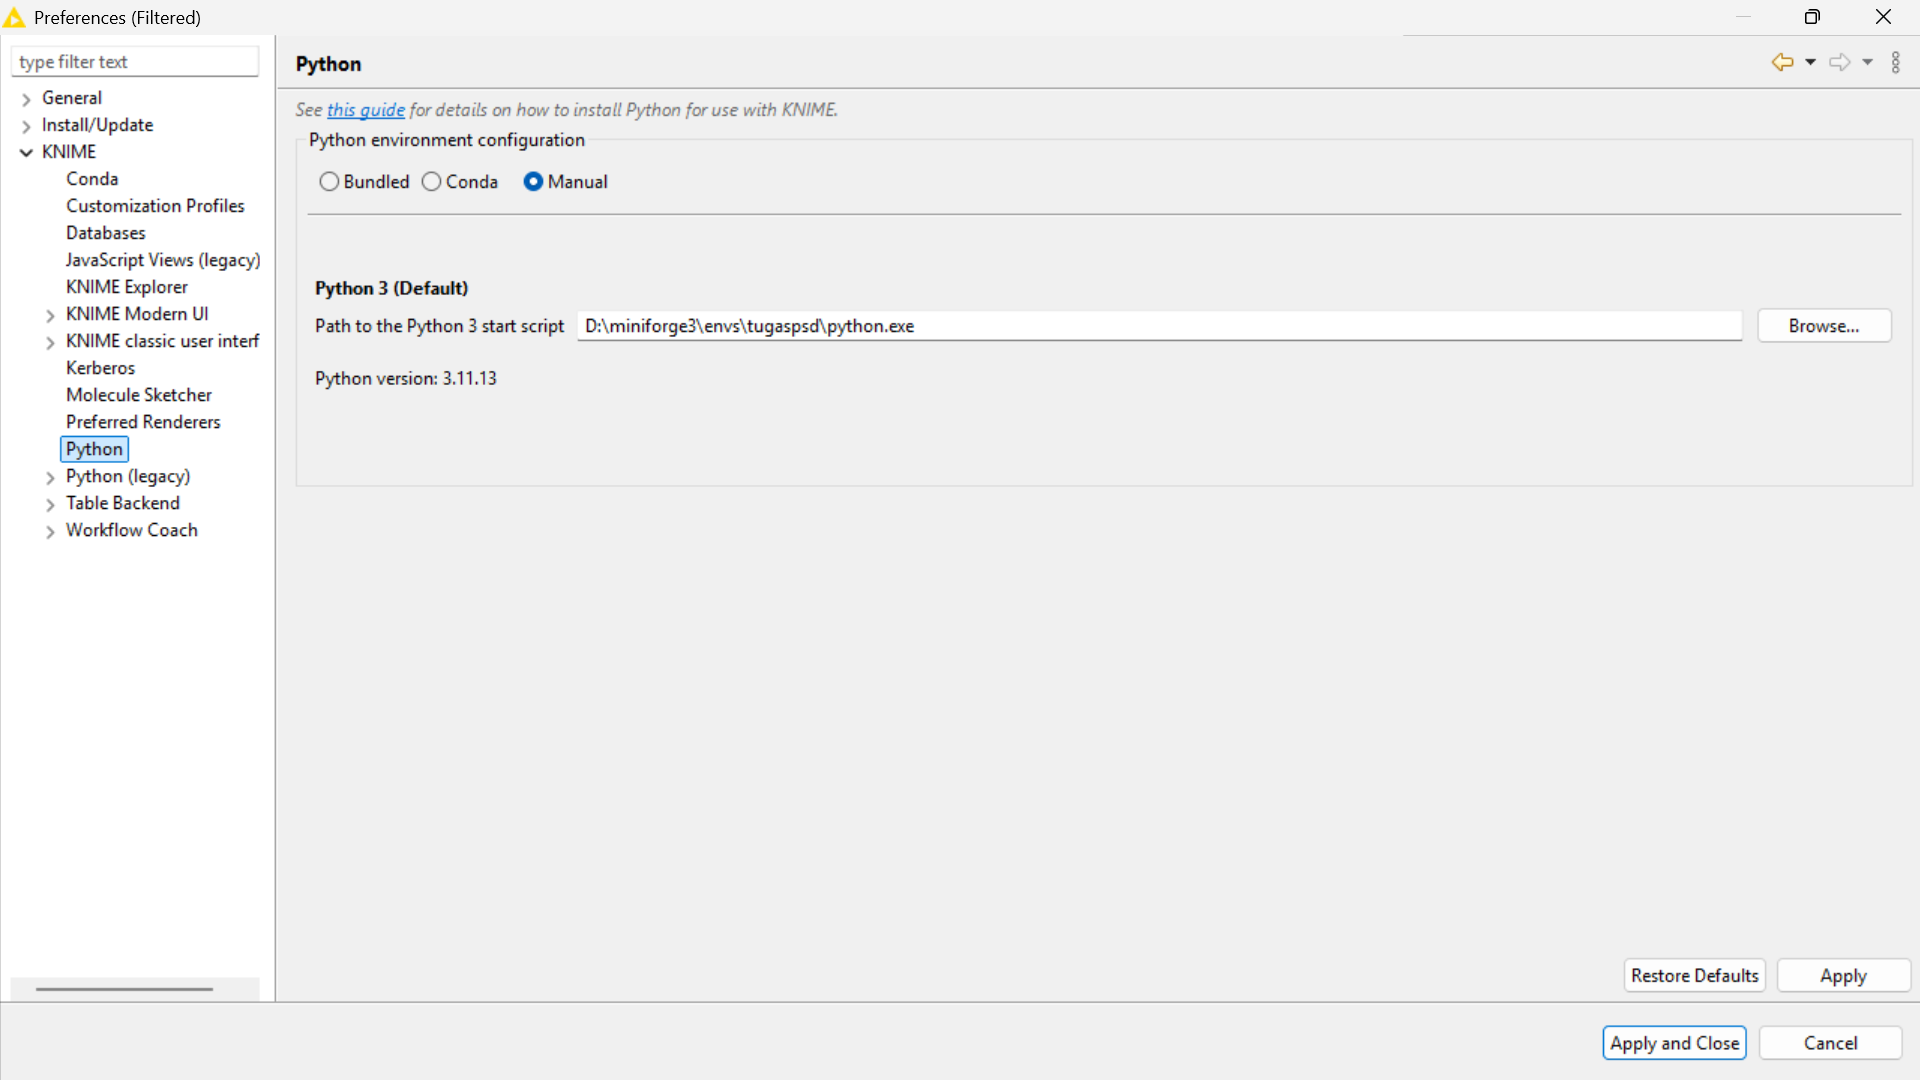 Preferences (Filtered)
type filter text
General
Install/Update
KNIME
Conda
Customization Profiles
Databases
JavaScript Views (legacy)
KNIME Explorer
KNIME Modern UI
KNIME classic user interf
Kerberos
Molecule Sketcher
Preferred Renderers
Python
Python (legacy)
Table Backend
Workflow Coach
Python
See this guide for details on how to install Python for use with KNIME.
Python environment configuration
Bundled Conda Manual
Python 3 (Default)
Path to the Python 3 start script D:\miniforge3\envs\tugaspsd\python.exe Browse...
Python version: 3.11.13
Restore Defaults Apply
Apply and Close Cancel